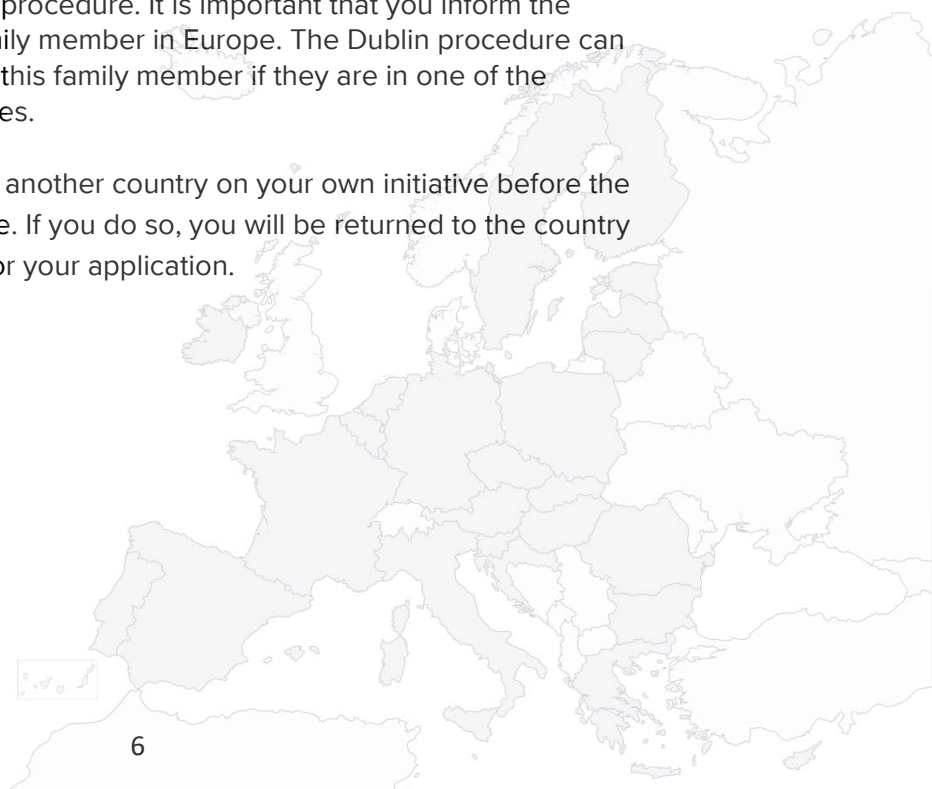 procedure. It is important that you inform the
ily member in Europe. The Dublin procedure can
this family member if they are in one of the
es.
another country on your own initiative before the
e. If you do so, you will be returned to the country
or your application.
6